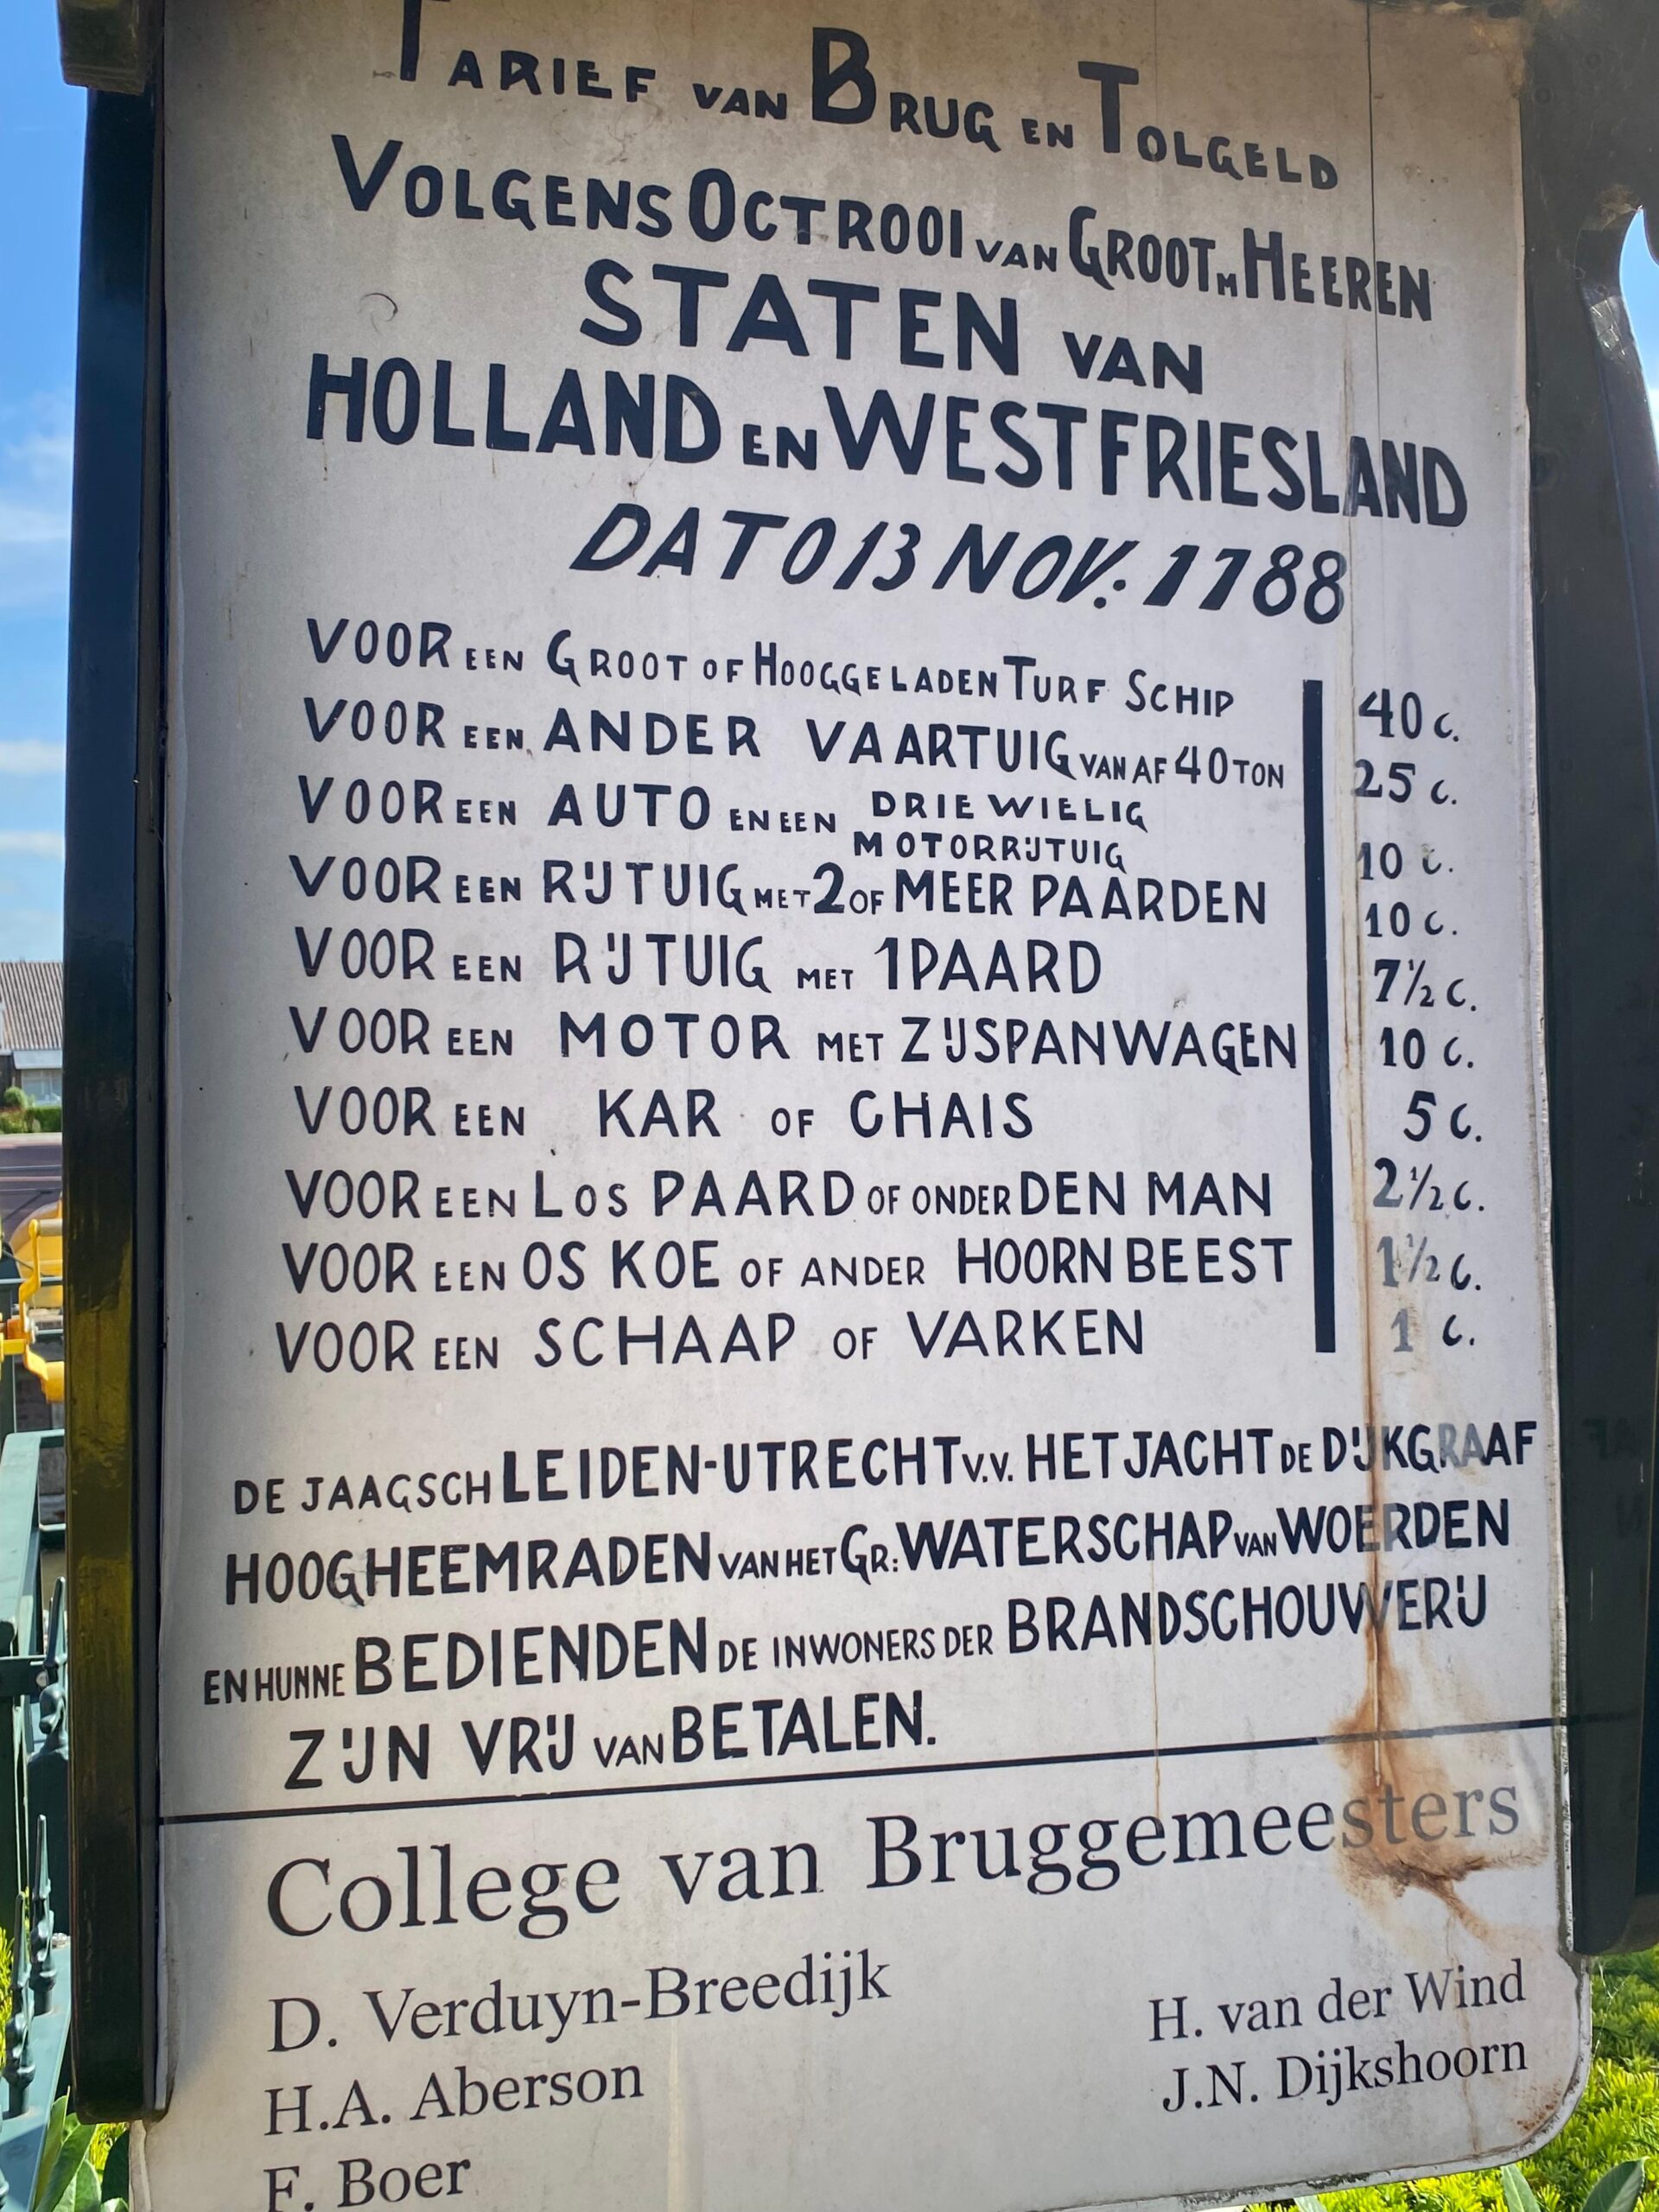 TARIEF VAN BRUG EN TOLGELD
VOLGENS OCTROOI VAN GROOTM HEEREN
STATEN VAN
HOLLAND EN WESTFRIESLAND
DATO 13 NOV: 1788
VOOR EEN GROOT OF HOOGGELADEN TURF SCHIP 40 c.
VOOR EEN ANDER VAARTUIG VAN AF 40 TON 25 c.
VOOR EEN AUTO EN EEN DRIE WIELIG
MOTORRIJTUIG 10 c.
VOOR EEN RIJTUIG MET 2 OF MEER PAARDEN 10 c.
VOOR EEN RIJTUIG MET 1 PAARD 7½ c.
VOOR EEN MOTOR MET ZIJSPANWAGEN 10 c.
VOOR EEN KAR OF CHAIS 5 c.
VOOR EEN LOS PAARD OF ONDER DEN MAN 2½ c.
VOOR EEN OS KOE OF ANDER HOORN BEEST 1½ c.
VOOR EEN SCHAAP OF VARKEN 1 c.
DE JAAGSCH LEIDEN-UTRECHT V.V. HET JACHT DE DIJKGRAAF
HOOGHEEMRADEN VAN HET GR: WATERSCHAP VAN WOERDEN
EN HUNNE BEDIENDEN DE INWONERS DER BRANDSCHOUWERIJ
ZIJN VRIJ VAN BETALEN.
College van Bruggemeesters
D. Verduyn-Breedijk
H. van der Wind
H.A. Aberson
J.N. Dijkshoorn
F. Boer